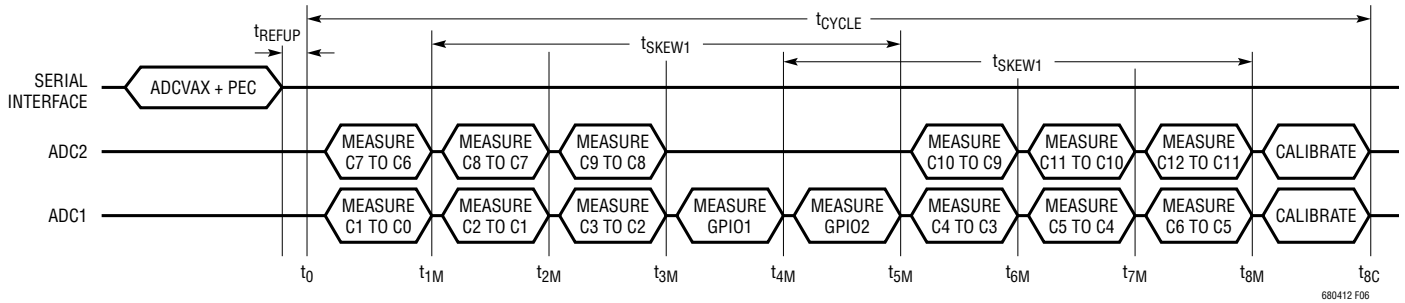 tCYCLE
tREFUP
tSKEW1
tSKEW1
SERIAL
INTERFACE
ADCVAX + PEC
ADC2
MEASURE
C7 TO C6
MEASURE
C8 TO C7
MEASURE
C9 TO C8
MEASURE
C10 TO C9
MEASURE
C11 TO C10
MEASURE
C12 TO C11
CALIBRATE
ADC1
MEASURE
C1 TO C0
MEASURE
C2 TO C1
MEASURE
C3 TO C2
MEASURE
GPIO1
MEASURE
GPIO2
MEASURE
C4 TO C3
MEASURE
C5 TO C4
MEASURE
C6 TO C5
CALIBRATE
t0 t1M t2M t3M t4M t5M t6M t7M t8M t8C
680412 F06